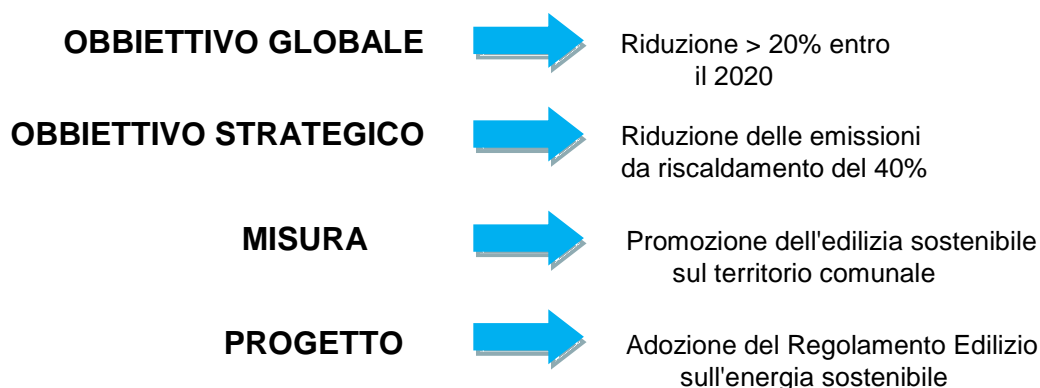 OBBIETTIVO GLOBALE
Riduzione > 20% entro
il 2020
OBBIETTIVO STRATEGICO
Riduzione delle emissioni
da riscaldamento del 40%
MISURA
Promozione dell'edilizia sostenibile
sul territorio comunale
PROGETTO
Adozione del Regolamento Edilizio
sull'energia sostenibile